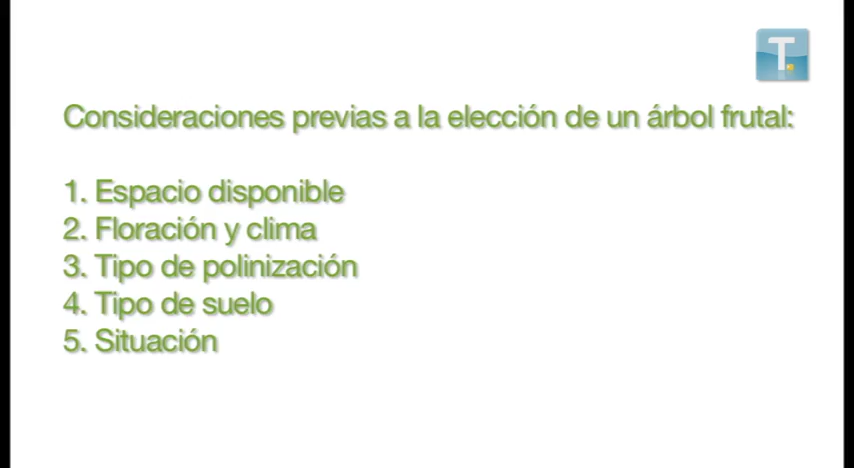 T.
Consideraciones previas a la elección de un árbol frutal:
1. Espacio disponible
2. Floración y clima
3. Tipo de polinización
4. Tipo de suelo
5. Situación